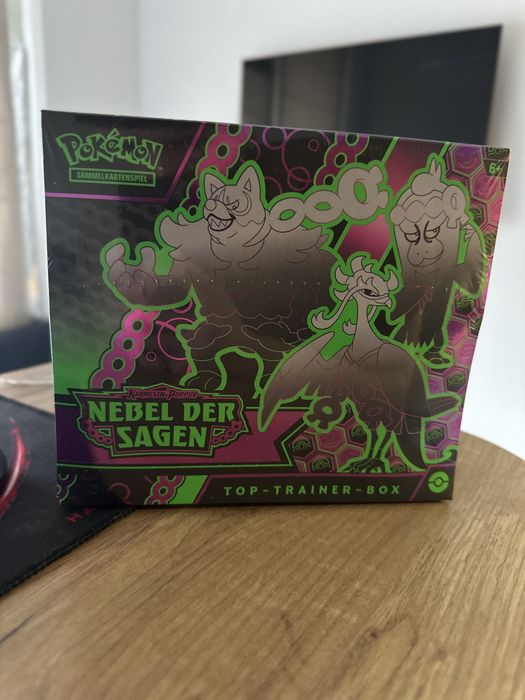 POKÉMON
SAMMELKARTENSPIEL
6+
KARMESIN & PURPUR
NEBEL DER
SAGEN
TOP-TRAINER-BOX